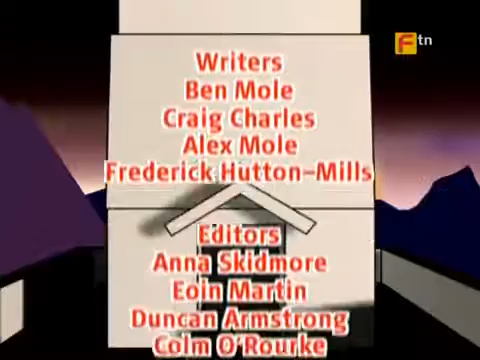 Ftn
Writers
Ben Mole
Craig Charles
Alex Mole
Frederick Hutton-Mills
Editors
Anna Skidmore
Eoin Martin
Duncan Armstrong
Colm O'Rourke